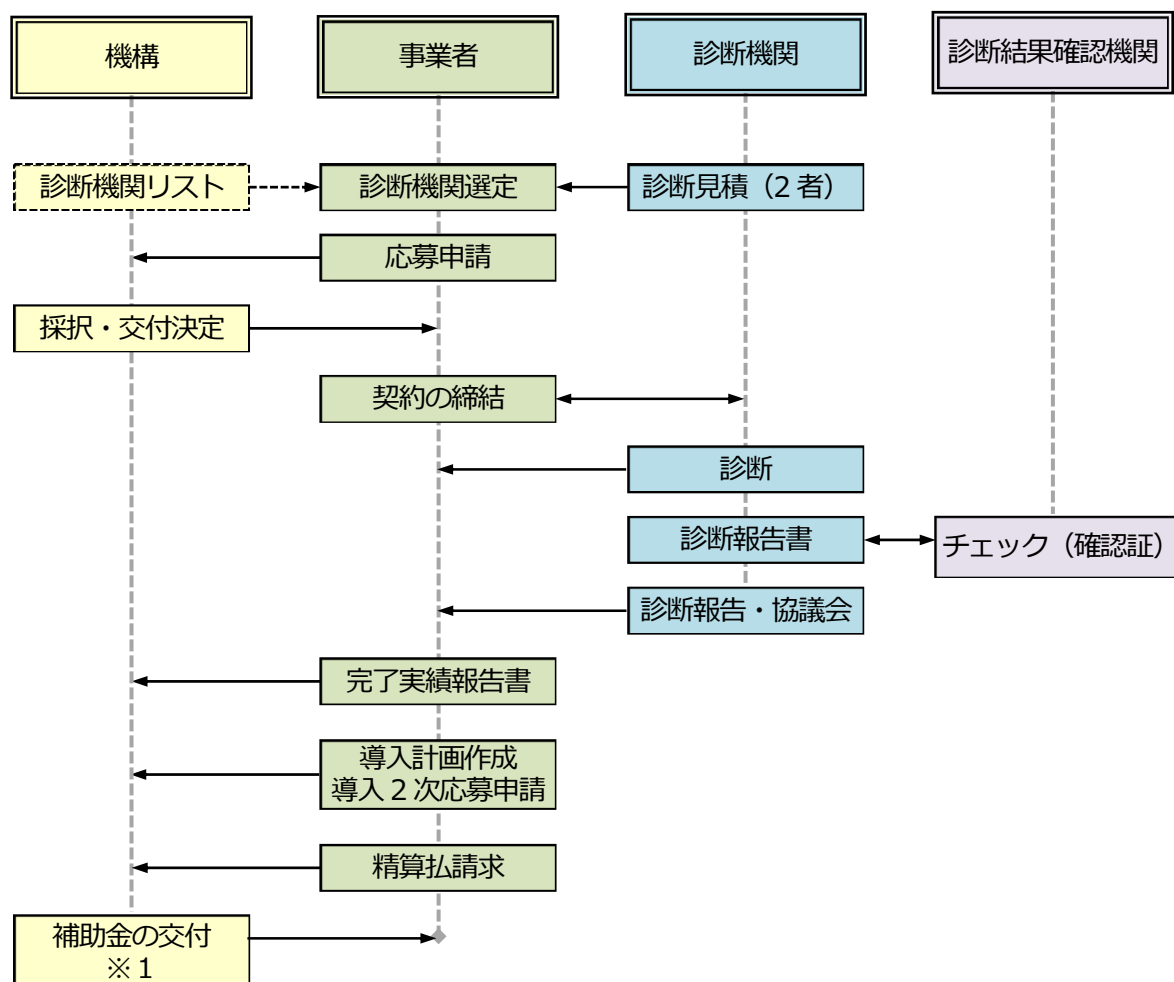 機構
事業者
診断機関
診断結果確認機関
診断機関リスト
診断機関選定
診断見積（2者）
応募申請
採択・交付決定
契約の締結
診断
診断報告書
チェック（確認証）
診断報告・協議会
完了実績報告書
導入計画作成
導入2次応募申請
精算払請求
補助金の交付
※1